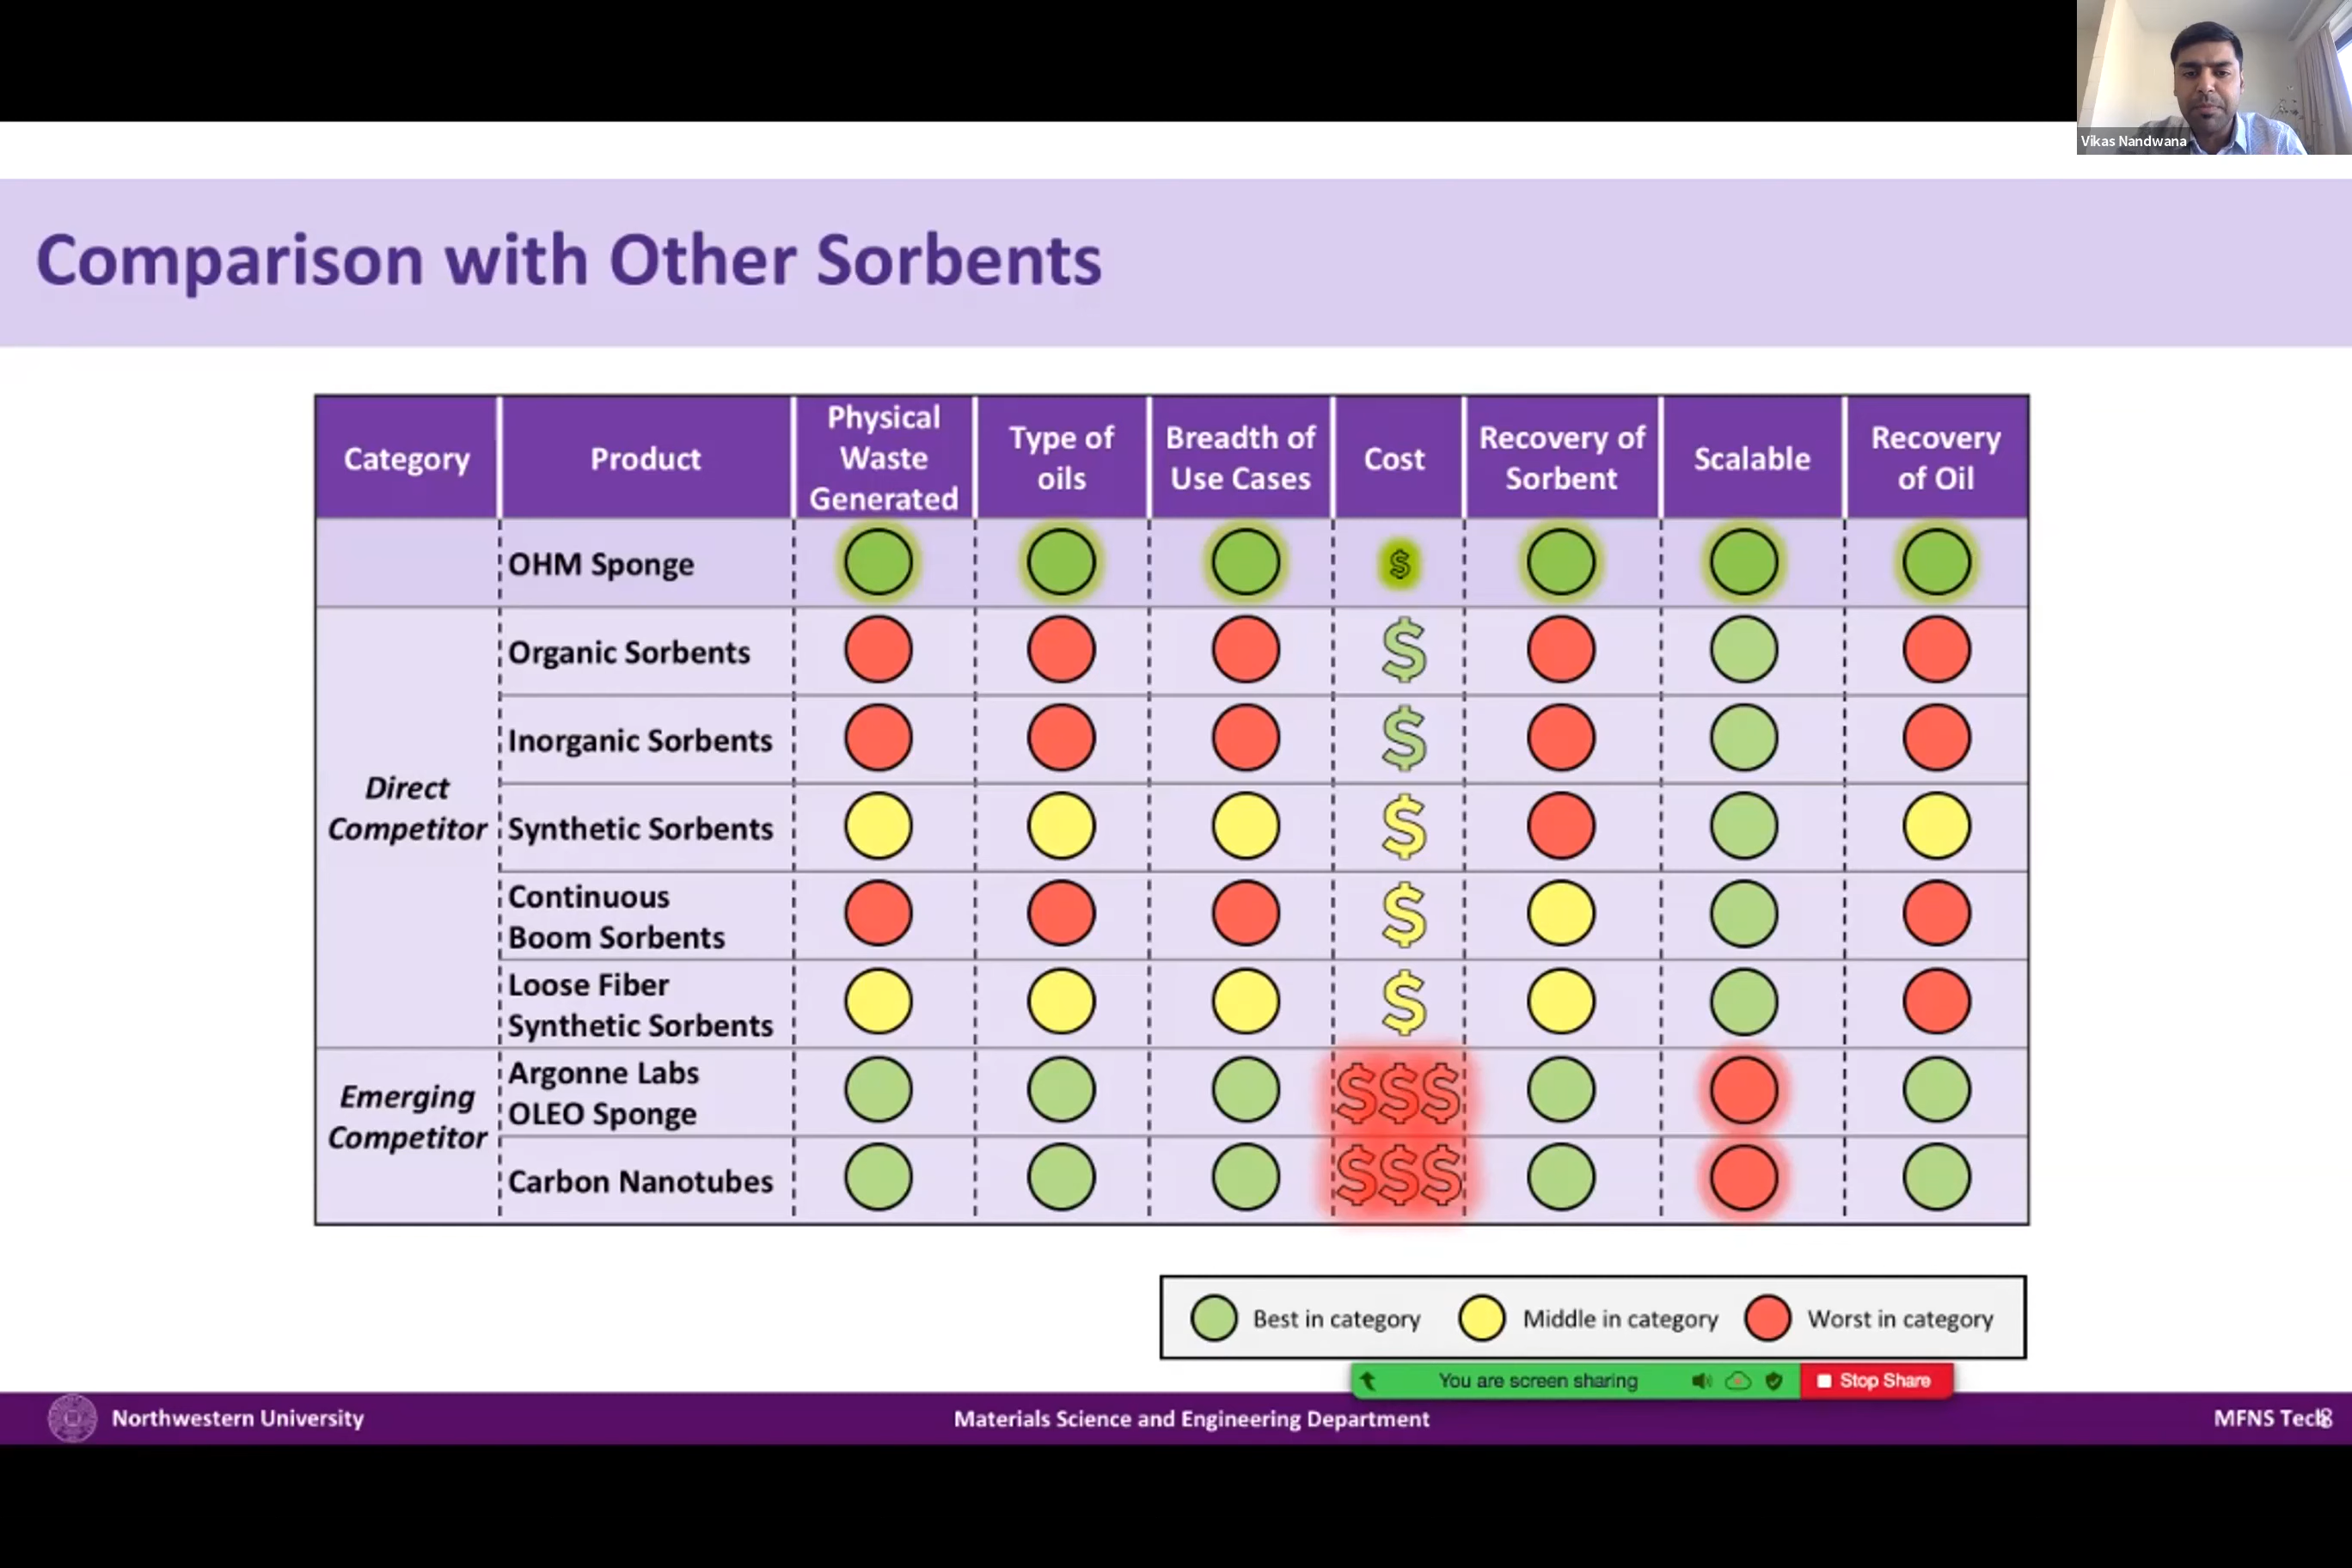 Vikas Nandwana
Comparison with Other Sorbents
Category
Product
Physical
Waste
Generated
Type of
oils
Breadth of
Use Cases
Cost
Recovery of
Sorbent
Scalable
Recovery
of Oil
OHM Sponge
$
Direct
Competitor
Organic Sorbents
$
Inorganic Sorbents
$
Synthetic Sorbents
$
Continuous
Boom Sorbents
$
Loose Fiber
Synthetic Sorbents
$
Emerging
Competitor
Argonne Labs
OLEO Sponge
$$$
Carbon Nanotubes
$$$
Best in category
Middle in category
Worst in category
You are screen sharing
Stop Share
Northwestern University
Materials Science and Engineering Department
MFNS Tech
8